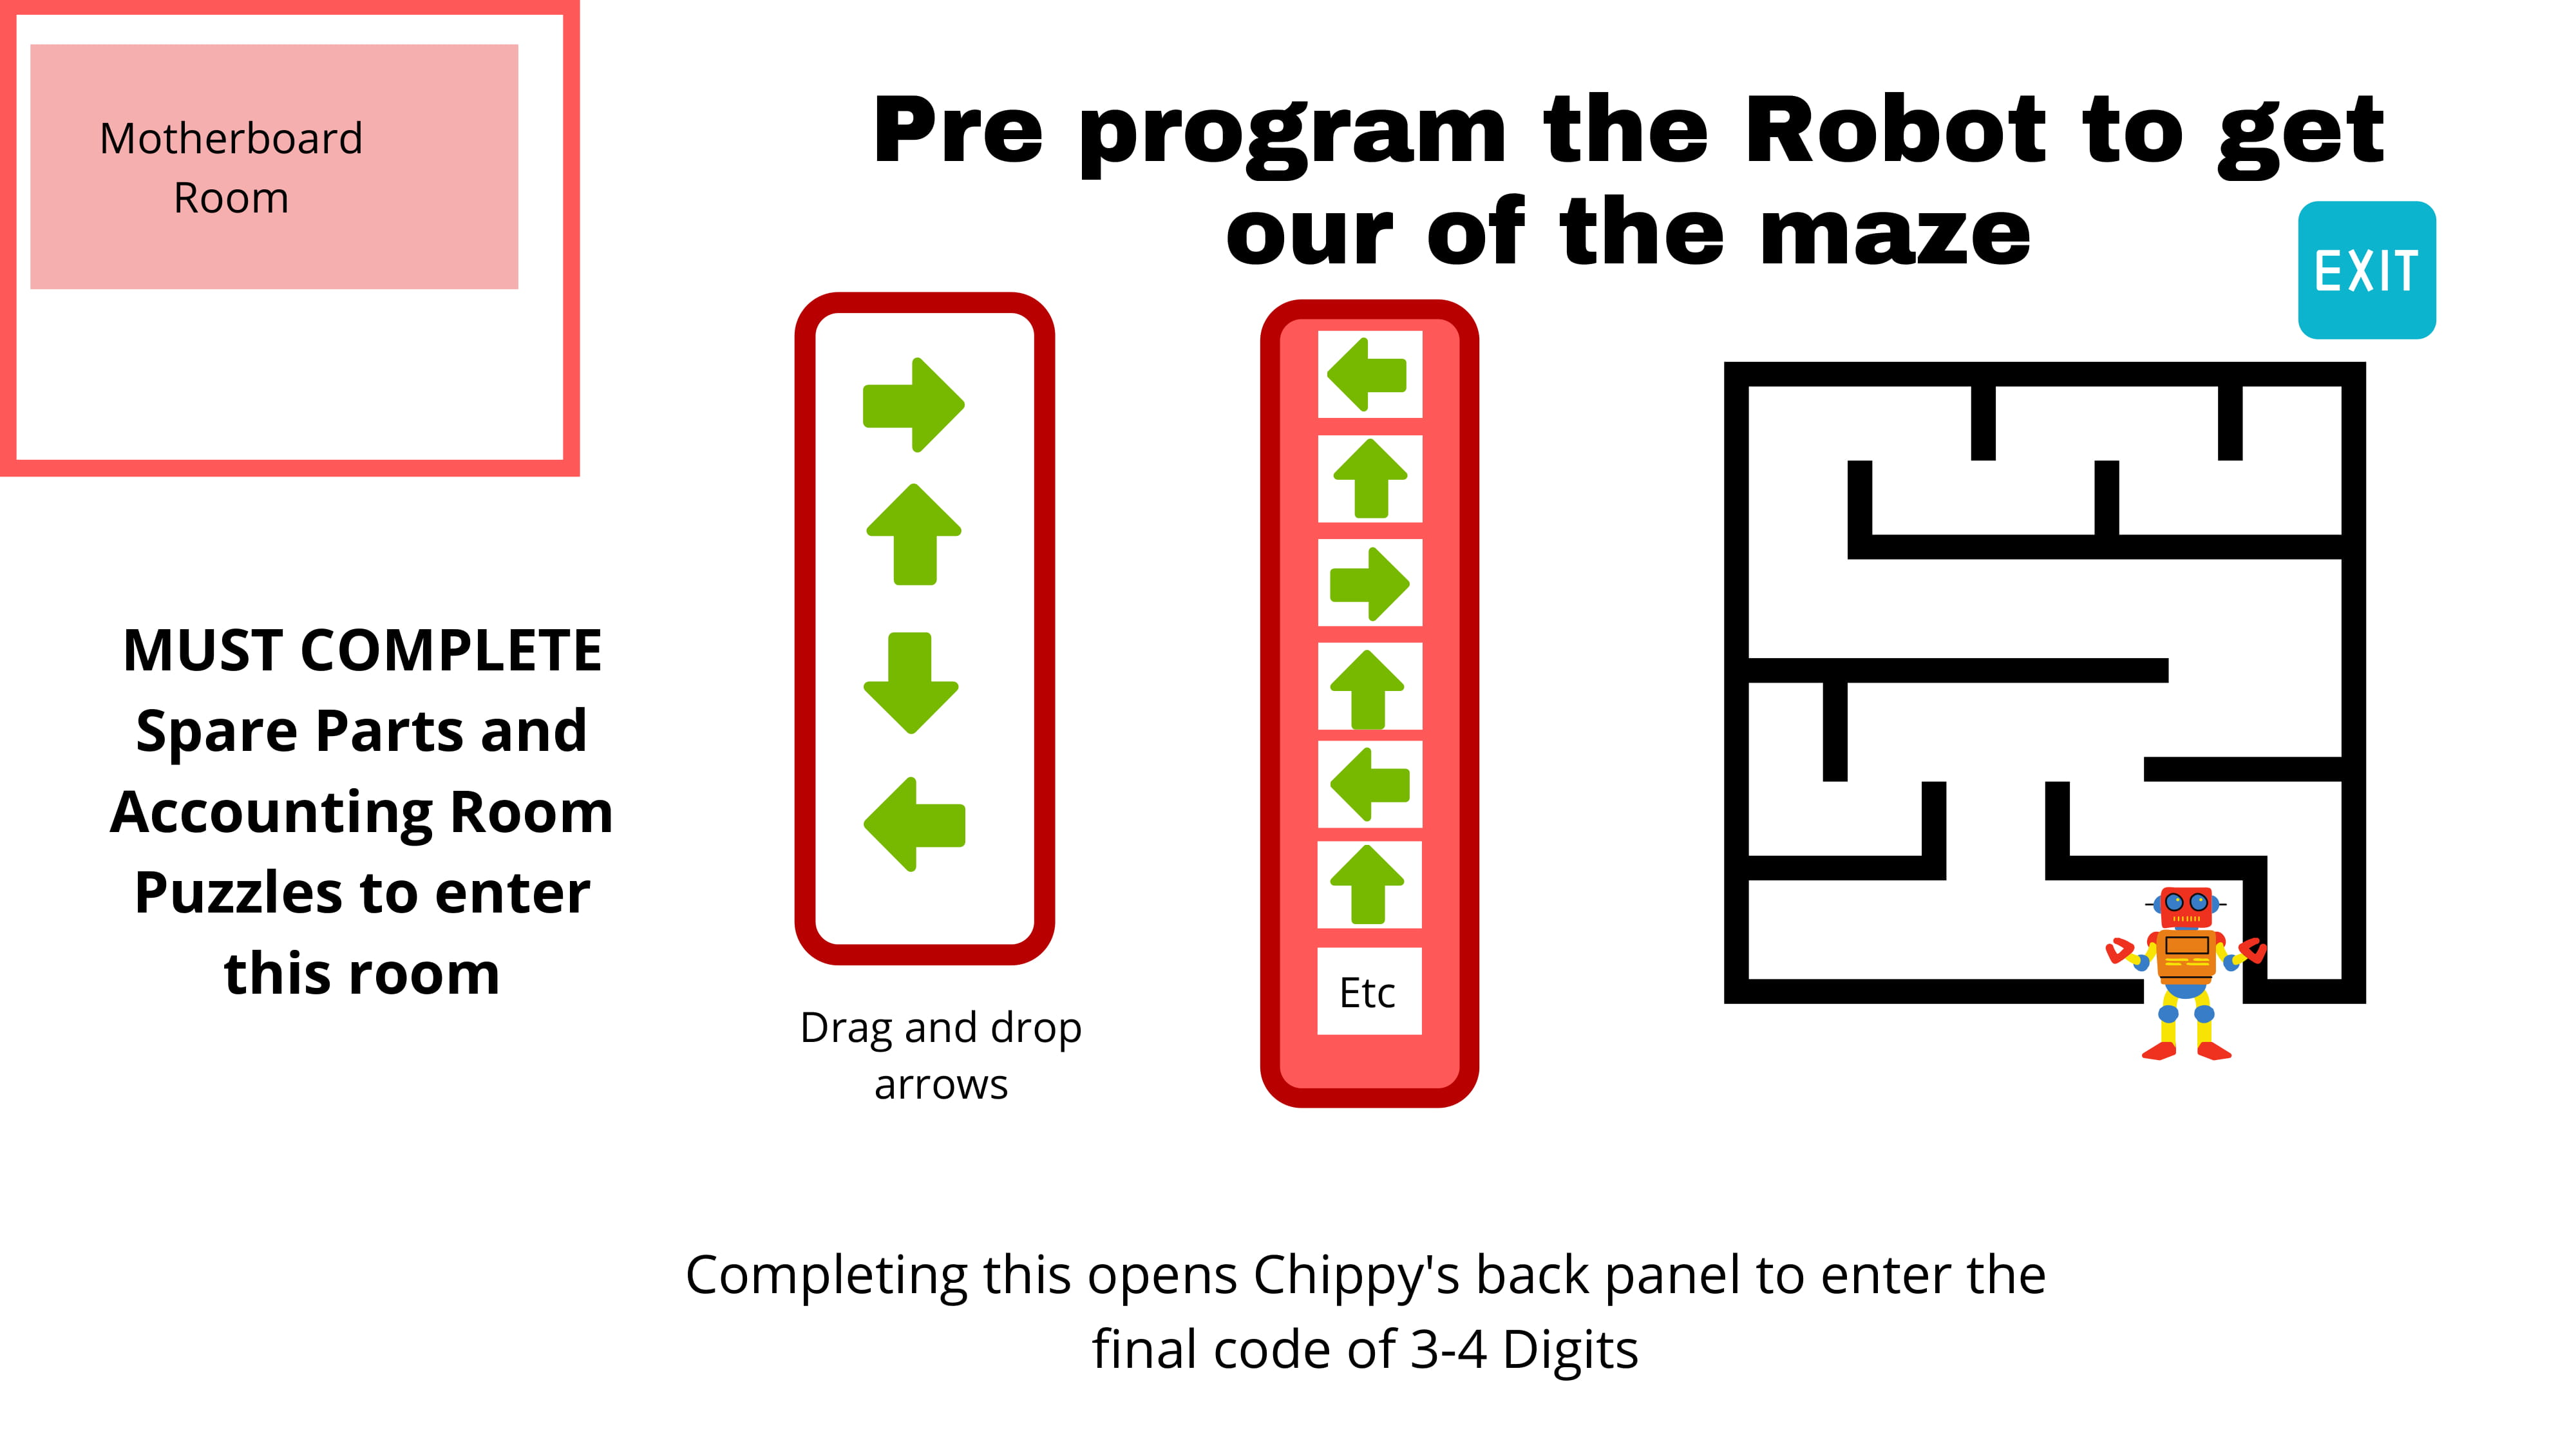 Motherboard
Room
Pre program the Robot to get
our of the maze
EXIT
MUST COMPLETE
Spare Parts and
Accounting Room
Puzzles to enter
this room
Etc
Drag and drop
arrows
Completing this opens Chippy's back panel to enter the
final code of 3-4 Digits